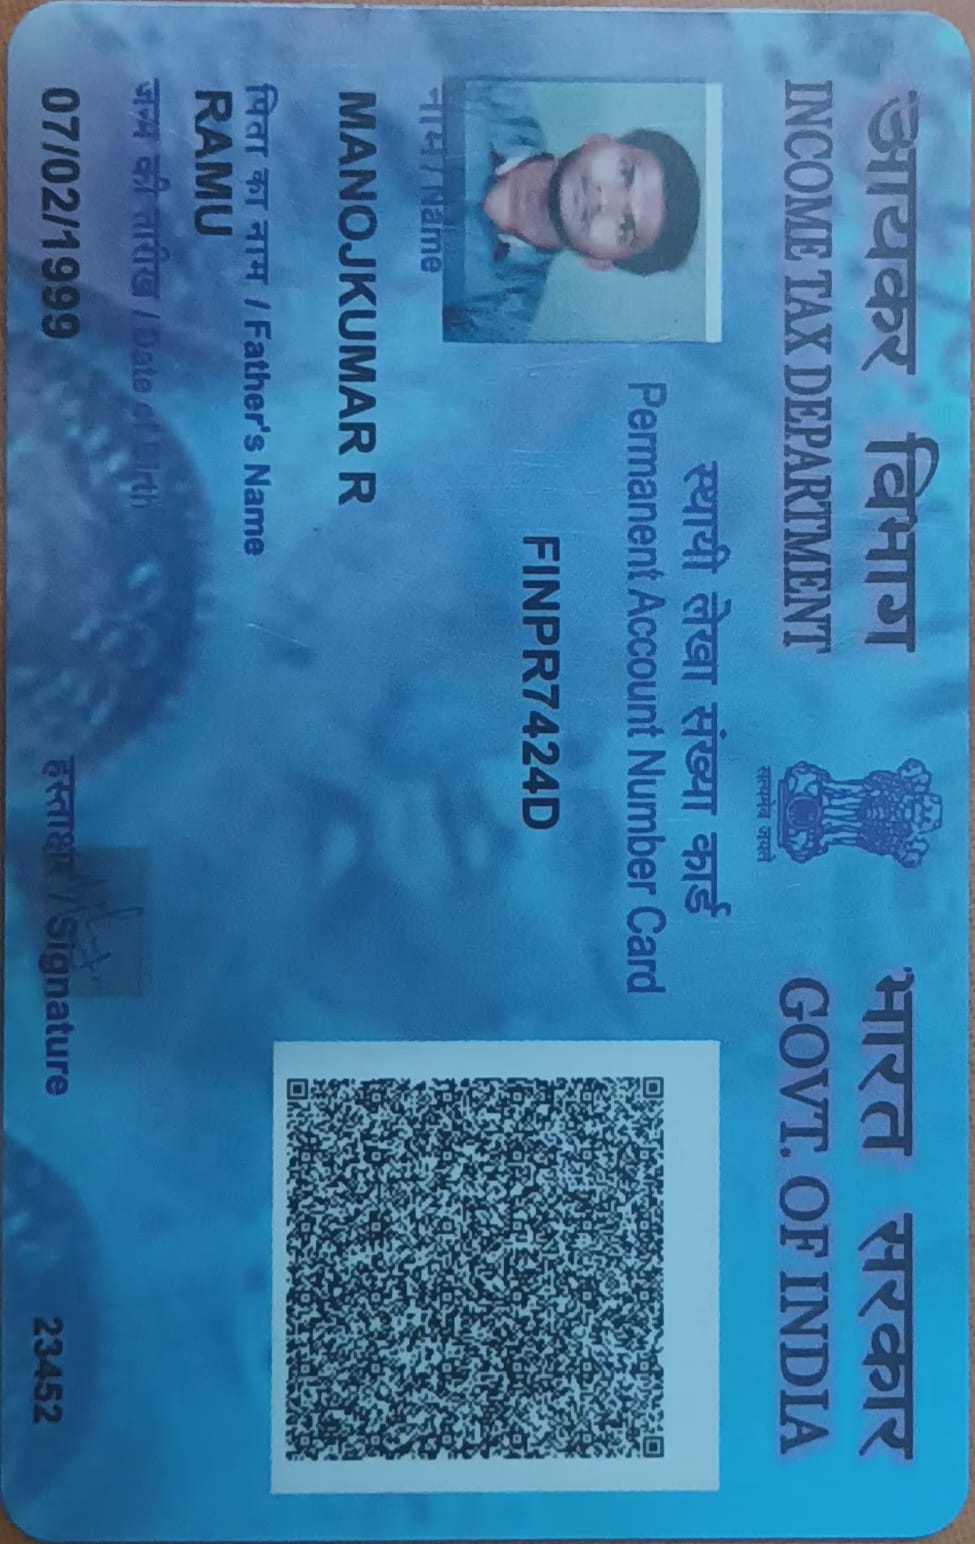 आयकर विभाग
INCOME TAX DEPARTMENT
भारत सरकार
GOVT. OF INDIA
सत्यमेव जयते
स्थायी लेखा संख्या कार्ड
Permanent Account Number Card
FINPR7424D
नाम / Name
MANOJKUMAR R
पिता का नाम / Father's Name
RAMU
जन्म की तारीख / Date of Birth
07/02/1999
हस्ताक्षर / Signature
23452